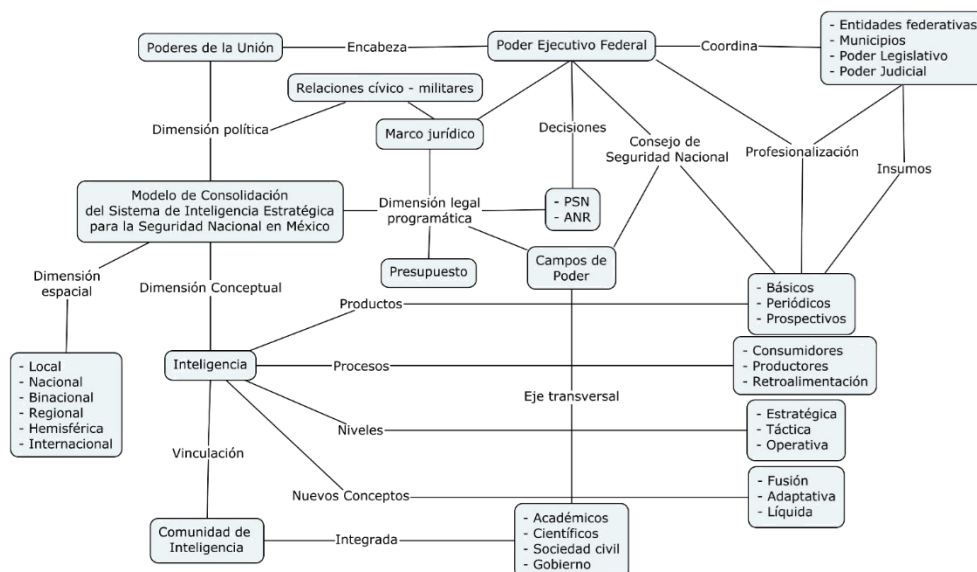 Poderes de la Unión
Encabeza
Poder Ejecutivo Federal
Coordina
- Entidades federativas
- Municipios
- Poder Legislativo
- Poder Judicial
Relaciones cívico - militares
Dimensión política
Marco jurídico
Decisiones
Consejo de
Seguridad Nacional
Profesionalización
Insumos
Modelo de Consolidación
del Sistema de Inteligencia Estratégica
para la Seguridad Nacional en México
Dimensión legal
programática
- PSN
- ANR
Dimensión
espacial
Dimensión Conceptual
Presupuesto
Campos de
Poder
Productos
- Básicos
- Periódicos
- Prospectivos
- Local
- Nacional
- Binacional
- Regional
- Hemisférica
- Internacional
Inteligencia
Procesos
- Consumidores
- Productores
- Retroalimentación
Eje transversal
Niveles
- Estratégica
- Táctica
- Operativa
Vinculación
Nuevos Conceptos
- Fusión
- Adaptativa
- Líquida
Comunidad de
Inteligencia
Integrada
- Académicos
- Científicos
- Sociedad civil
- Gobierno